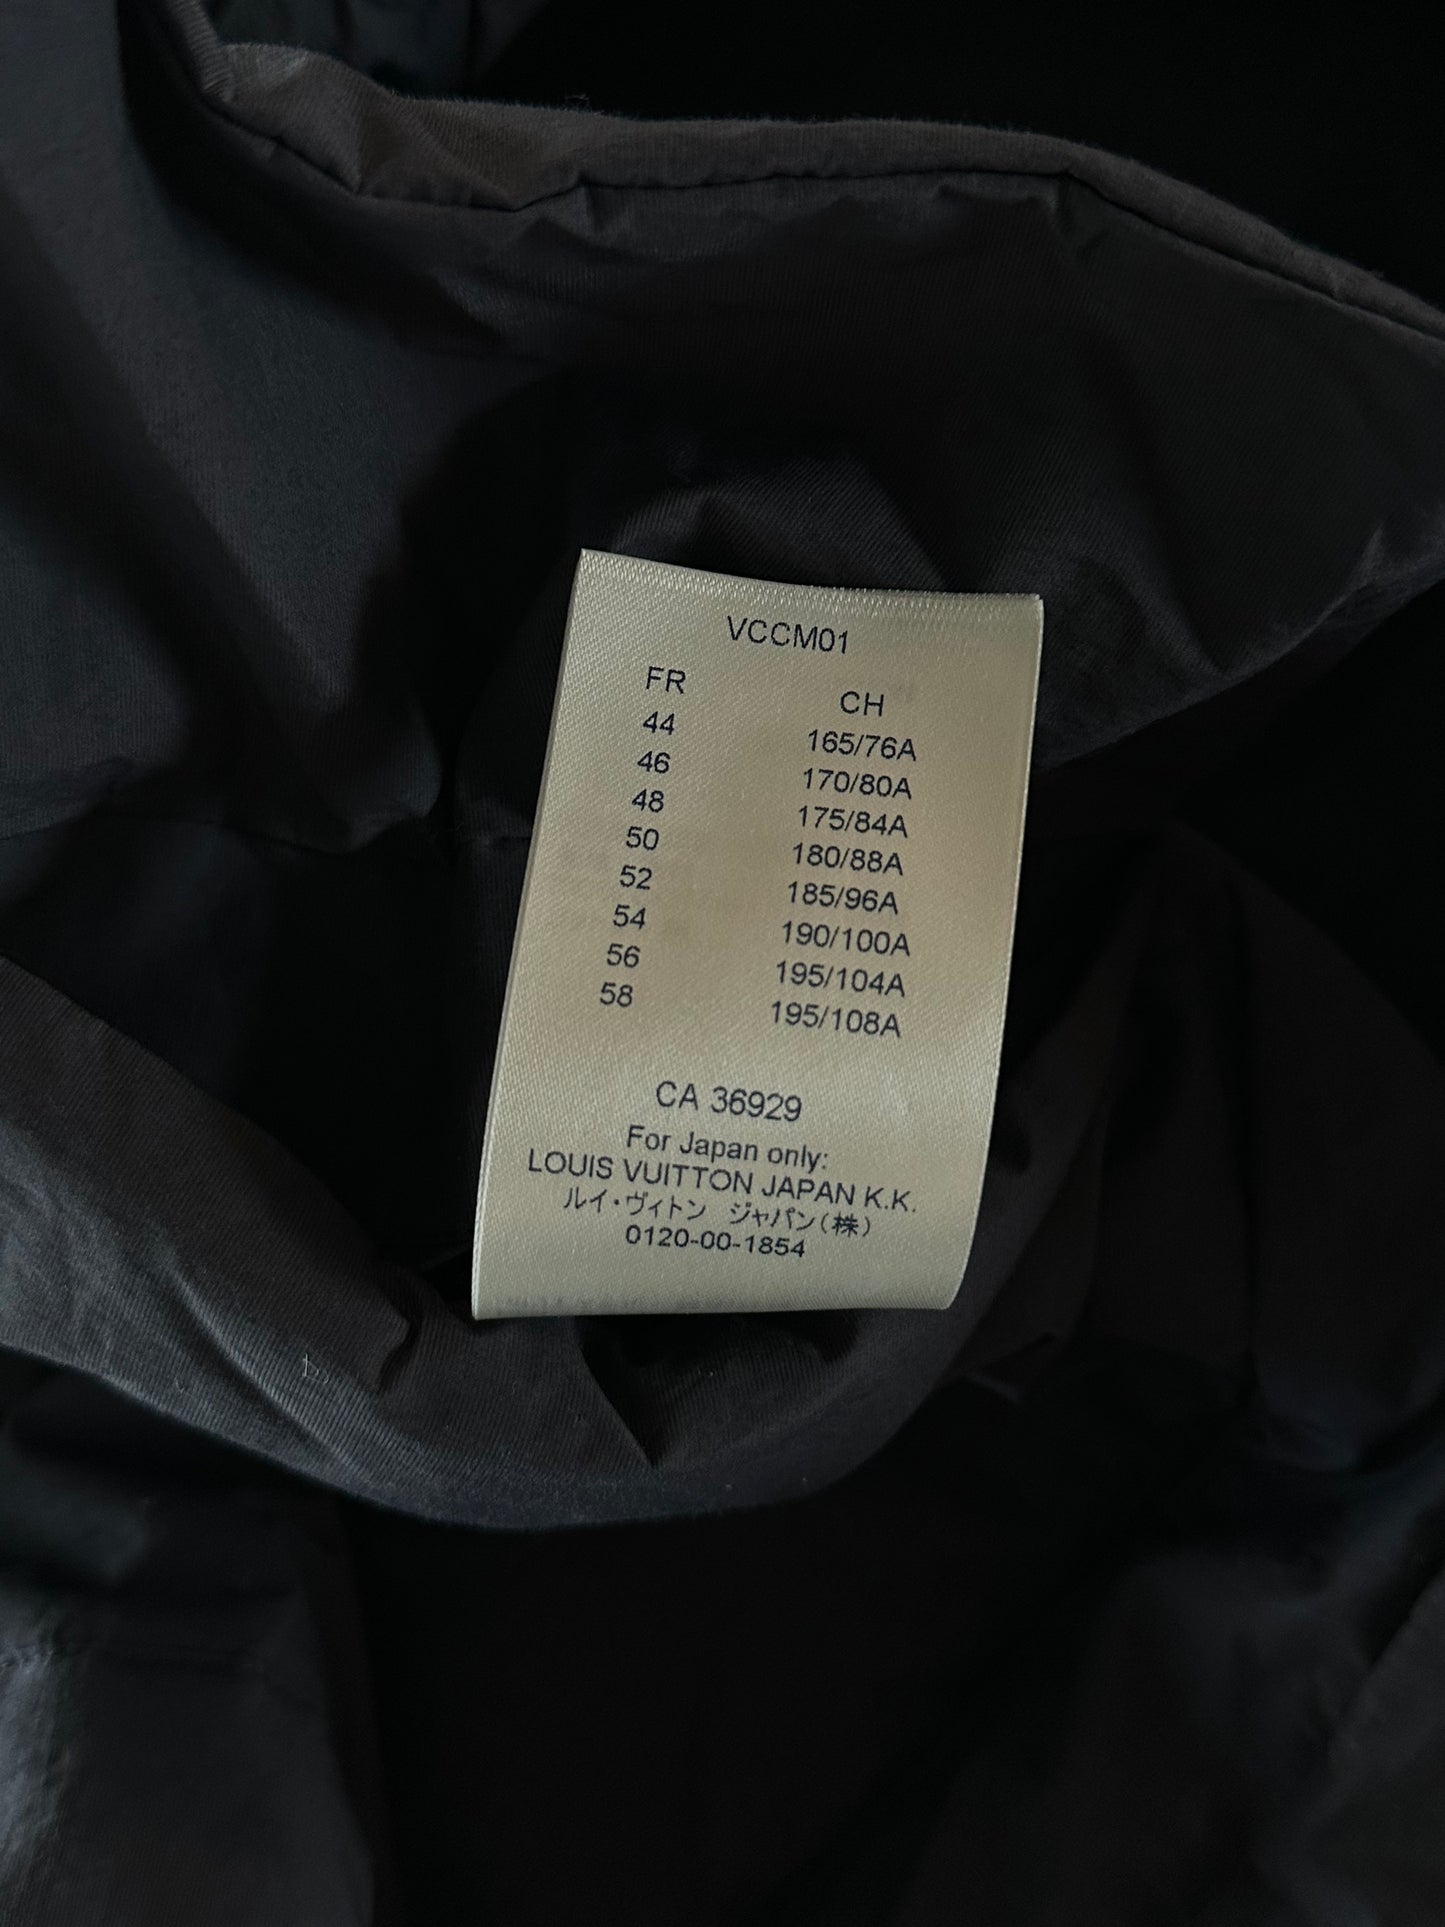 VCCM01
FR CH
44 165/76A
46 170/80A
48 175/84A
50 180/88A
52 185/96A
54 190/100A
56 195/104A
58 195/108A
CA 36929
For Japan only:
LOUIS VUITTON JAPAN K.K.
ルイ・ヴィトン ジャパン(株)
0120-00-1854